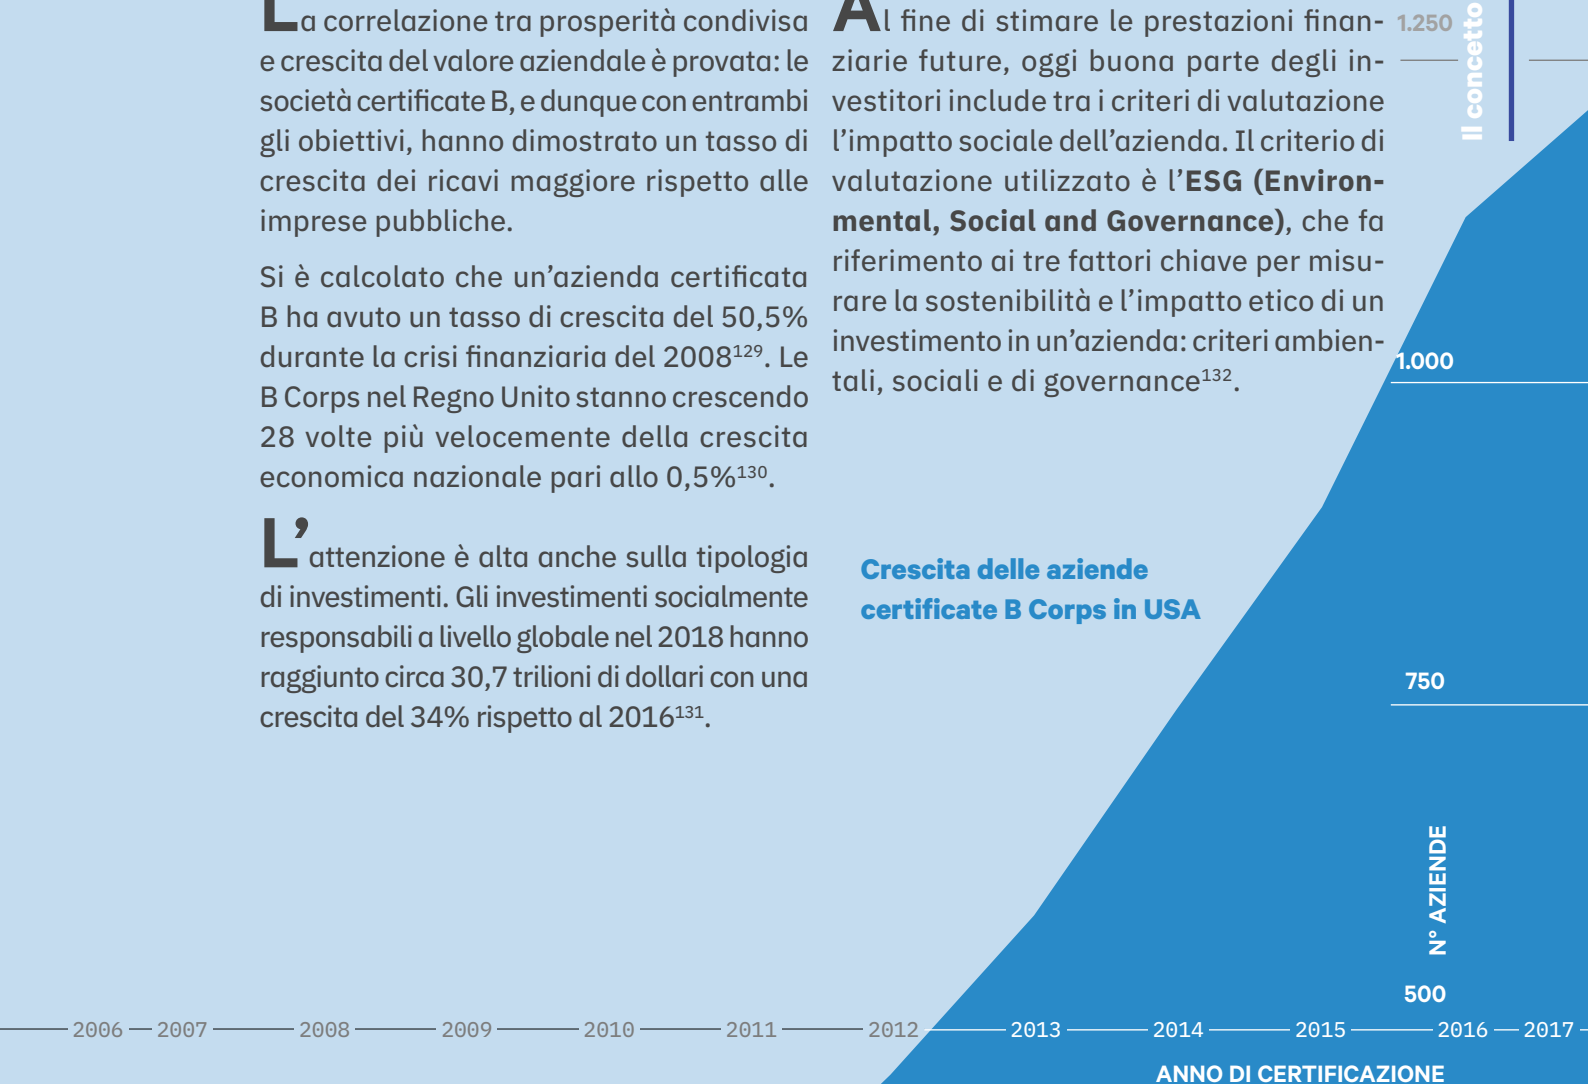 La correlazione tra prosperità condivisa
e crescita del valore aziendale è provata: le
società certificate B, e dunque con entrambi
gli obiettivi, hanno dimostrato un tasso di
crescita dei ricavi maggiore rispetto alle
imprese pubbliche.
Si è calcolato che un’azienda certificata
B ha avuto un tasso di crescita del 50,5%
durante la crisi finanziaria del 2008¹²⁹. Le
B Corps nel Regno Unito stanno crescendo
28 volte più velocemente della crescita
economica nazionale pari allo 0,5%¹³⁰.
L’attenzione è alta anche sulla tipologia
di investimenti. Gli investimenti socialmente
responsabili a livello globale nel 2018 hanno
raggiunto circa 30,7 trilioni di dollari con una
crescita del 34% rispetto al 2016¹³¹.
Al fine di stimare le prestazioni finan-
ziarie future, oggi buona parte degli in-
vestitori include tra i criteri di valutazione
l’impatto sociale dell’azienda. Il criterio di
valutazione utilizzato è l’ESG (Environ-
mental, Social and Governance), che fa
riferimento ai tre fattori chiave per misu-
rare la sostenibilità e l’impatto etico di un
investimento in un’azienda: criteri ambien-
tali, sociali e di governance¹³².
Crescita delle aziende
certificate B Corps in USA
1.250
Il concetto
1.000
750
N° AZIENDE
500
2006 2007 2008 2009 2010 2011 2012 2013 2014 2015 2016 2017
ANNO DI CERTIFICAZIONE